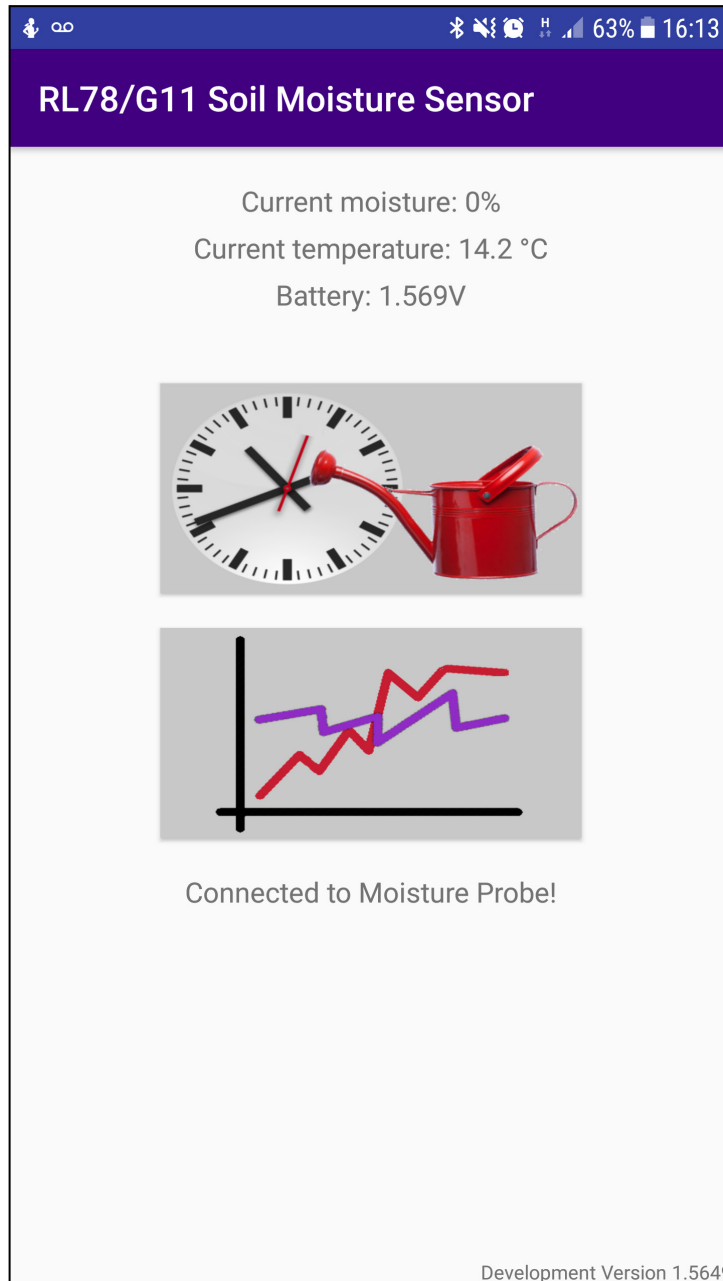 H 63% 16:13
RL78/G11 Soil Moisture Sensor
Current moisture: 0%
Current temperature: 14.2 °C
Battery: 1.569V
Connected to Moisture Probe!
Development Version 1.564